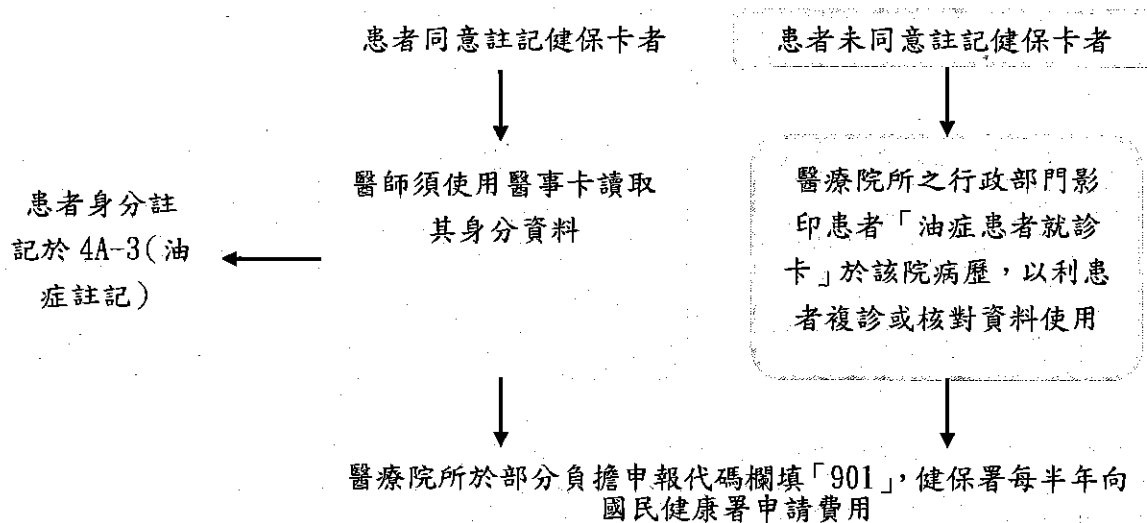 患者同意註記健保卡者
患者未同意註記健保卡者
醫師須使用醫事卡讀取
其身分資料
患者身分註
記於 4A-3(油
症註記)
醫療院所之行政部門影
印患者「油症患者就診
卡」於該院病歷，以利患
者複診或核對資料使用
醫療院所於部分負擔申報代碼欄填「901」，健保署每半年向
國民健康署申請費用